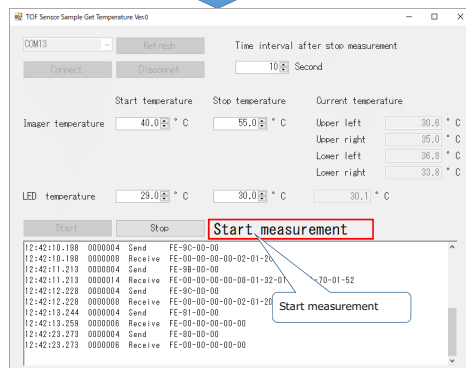 TOF Sensor Sample Get Temperature Ver.0
COM13 Refresh Time interval after stop measurement
Connect Disconnet 10 Second
Start temperature Stop temperature Current temperature
Imager temperature 40.0 ° C 55.0 ° C Upper left 30.6 ° C
Upper right 35.0 ° C
Lower left 36.8 ° C
Lower right 33.8 ° C
LED temperature 29.0 ° C 30.0 ° C 30.1 ° C
Start Stop Start measurement
12:42:10.198 0000004 Send FE-9C-00-00
12:42:10.198 0000008 Receive FE-00-00-00-00-02-01-2C
12:42:11.213 0000004 Send FE-9B-00-00
12:42:11.213 0000014 Receive FE-00-00-00-00-08-01-32-01 -70-01-52
12:42:12.228 0000004 Send FE-9C-00-00
12:42:12.228 0000008 Receive FE-00-00-00-00-02-01-2D
12:42:13.244 0000004 Send FE-81-00-00
12:42:13.259 0000006 Receive FE-00-00-00-00-00
12:42:23.273 0000004 Send FE-80-00-00
12:42:23.273 0000006 Receive FE-00-00-00-00-00
Start measurement